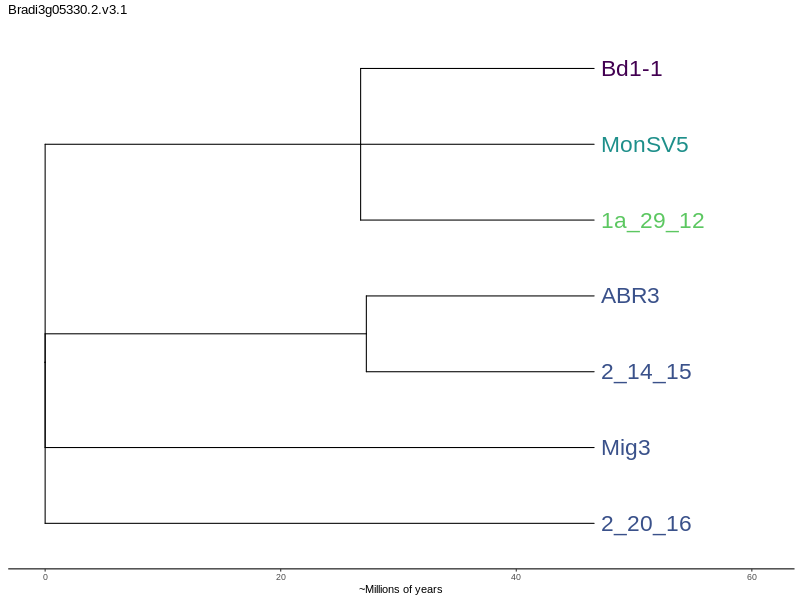 Bradi3g05330.2.v3.1
Bd1-1
MonSV5
1a_29_12
ABR3
2_14_15
Mig3
2_20_16
0 20 40 60
~Millions of years